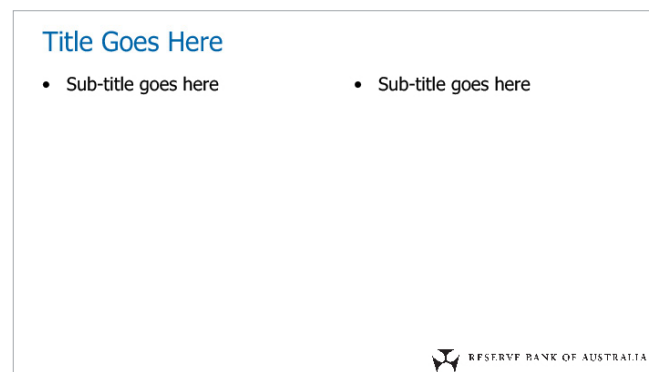 Title Goes Here
• Sub-title goes here
• Sub-title goes here
RESERVE BANK OF AUSTRALIA